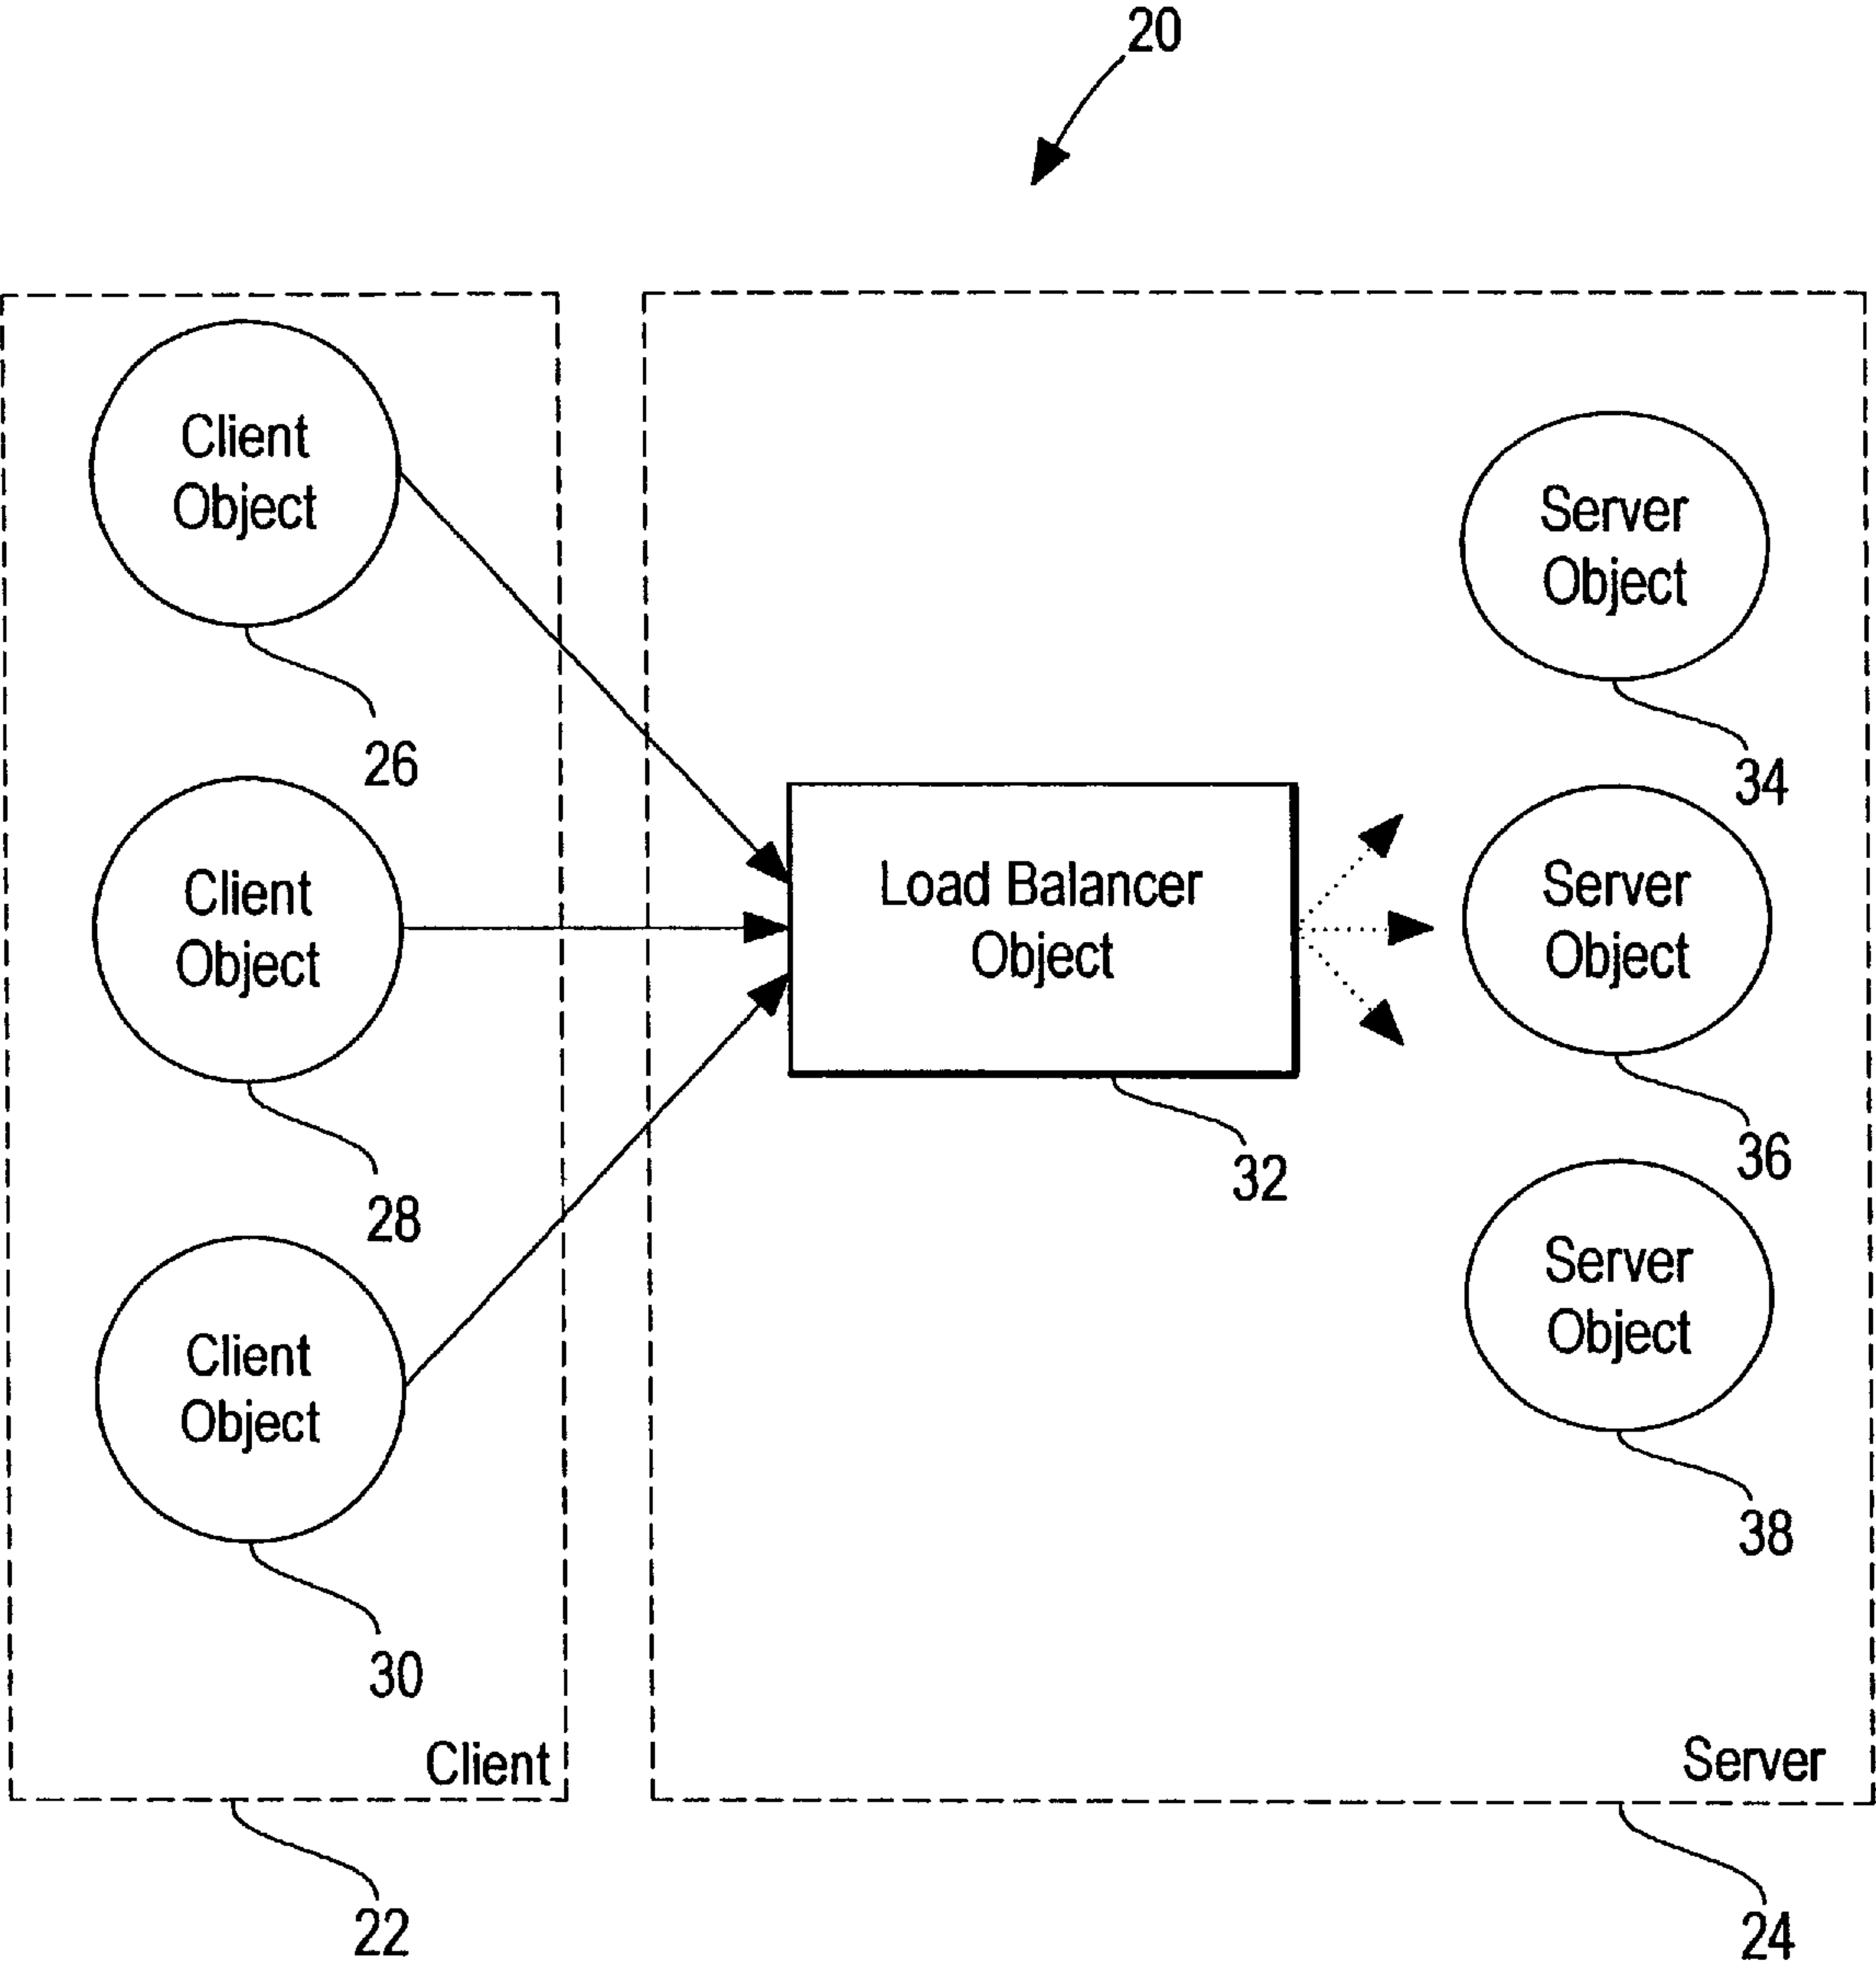 20
Client
Object
26
Client
Object
28
Client
Object
30
Client
22
Load Balancer
Object
32
Server
Object
34
Server
Object
36
Server
Object
38
Server
24